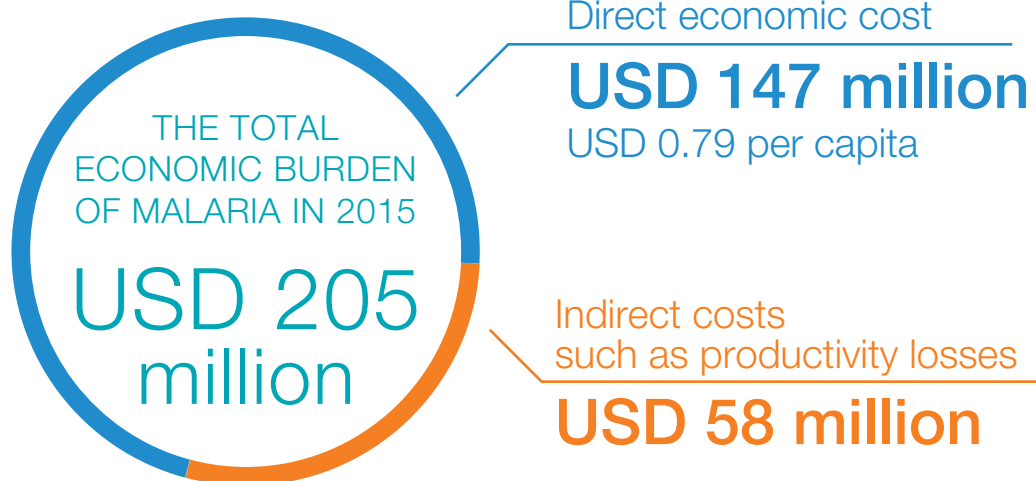 THE TOTAL
ECONOMIC BURDEN
OF MALARIA IN 2015
USD 205
million
Direct economic cost
USD 147 million
USD 0.79 per capita
Indirect costs
such as productivity losses
USD 58 million